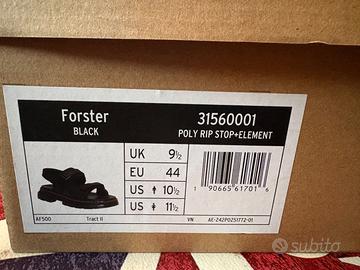 Forster
BLACK
31560001
POLY RIP STOP+ELEMENT
UK 9½
EU 44
US 10½
US 11½
1 90665 61701 6
AF500
Tract II
VN
AE-242P0251772-01
subito